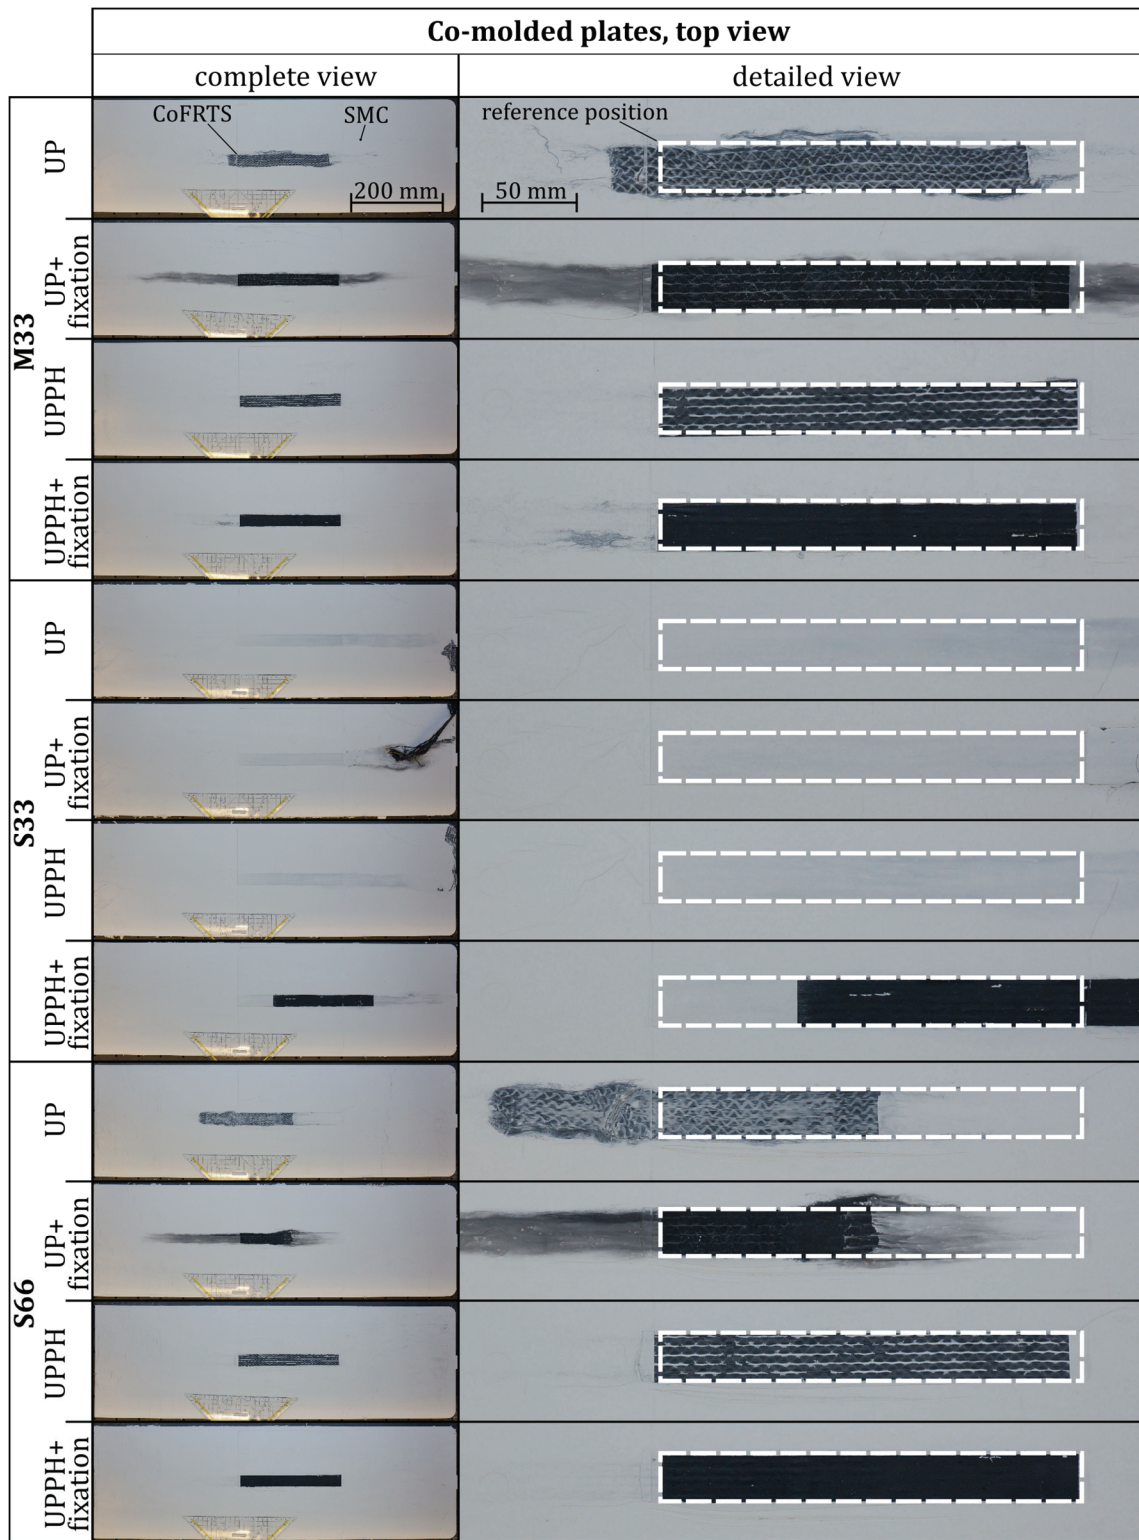 Co-molded plates, top view
complete view
detailed view
M33
UP
CoFRTS
SMC
200 mm
reference position
50 mm
UP+
fixation
UPPH
UPPH+
fixation
S33
UP
UP+
fixation
UPPH
UPPH+
fixation
S66
UP
UP+
fixation
UPPH
UPPH+
fixation